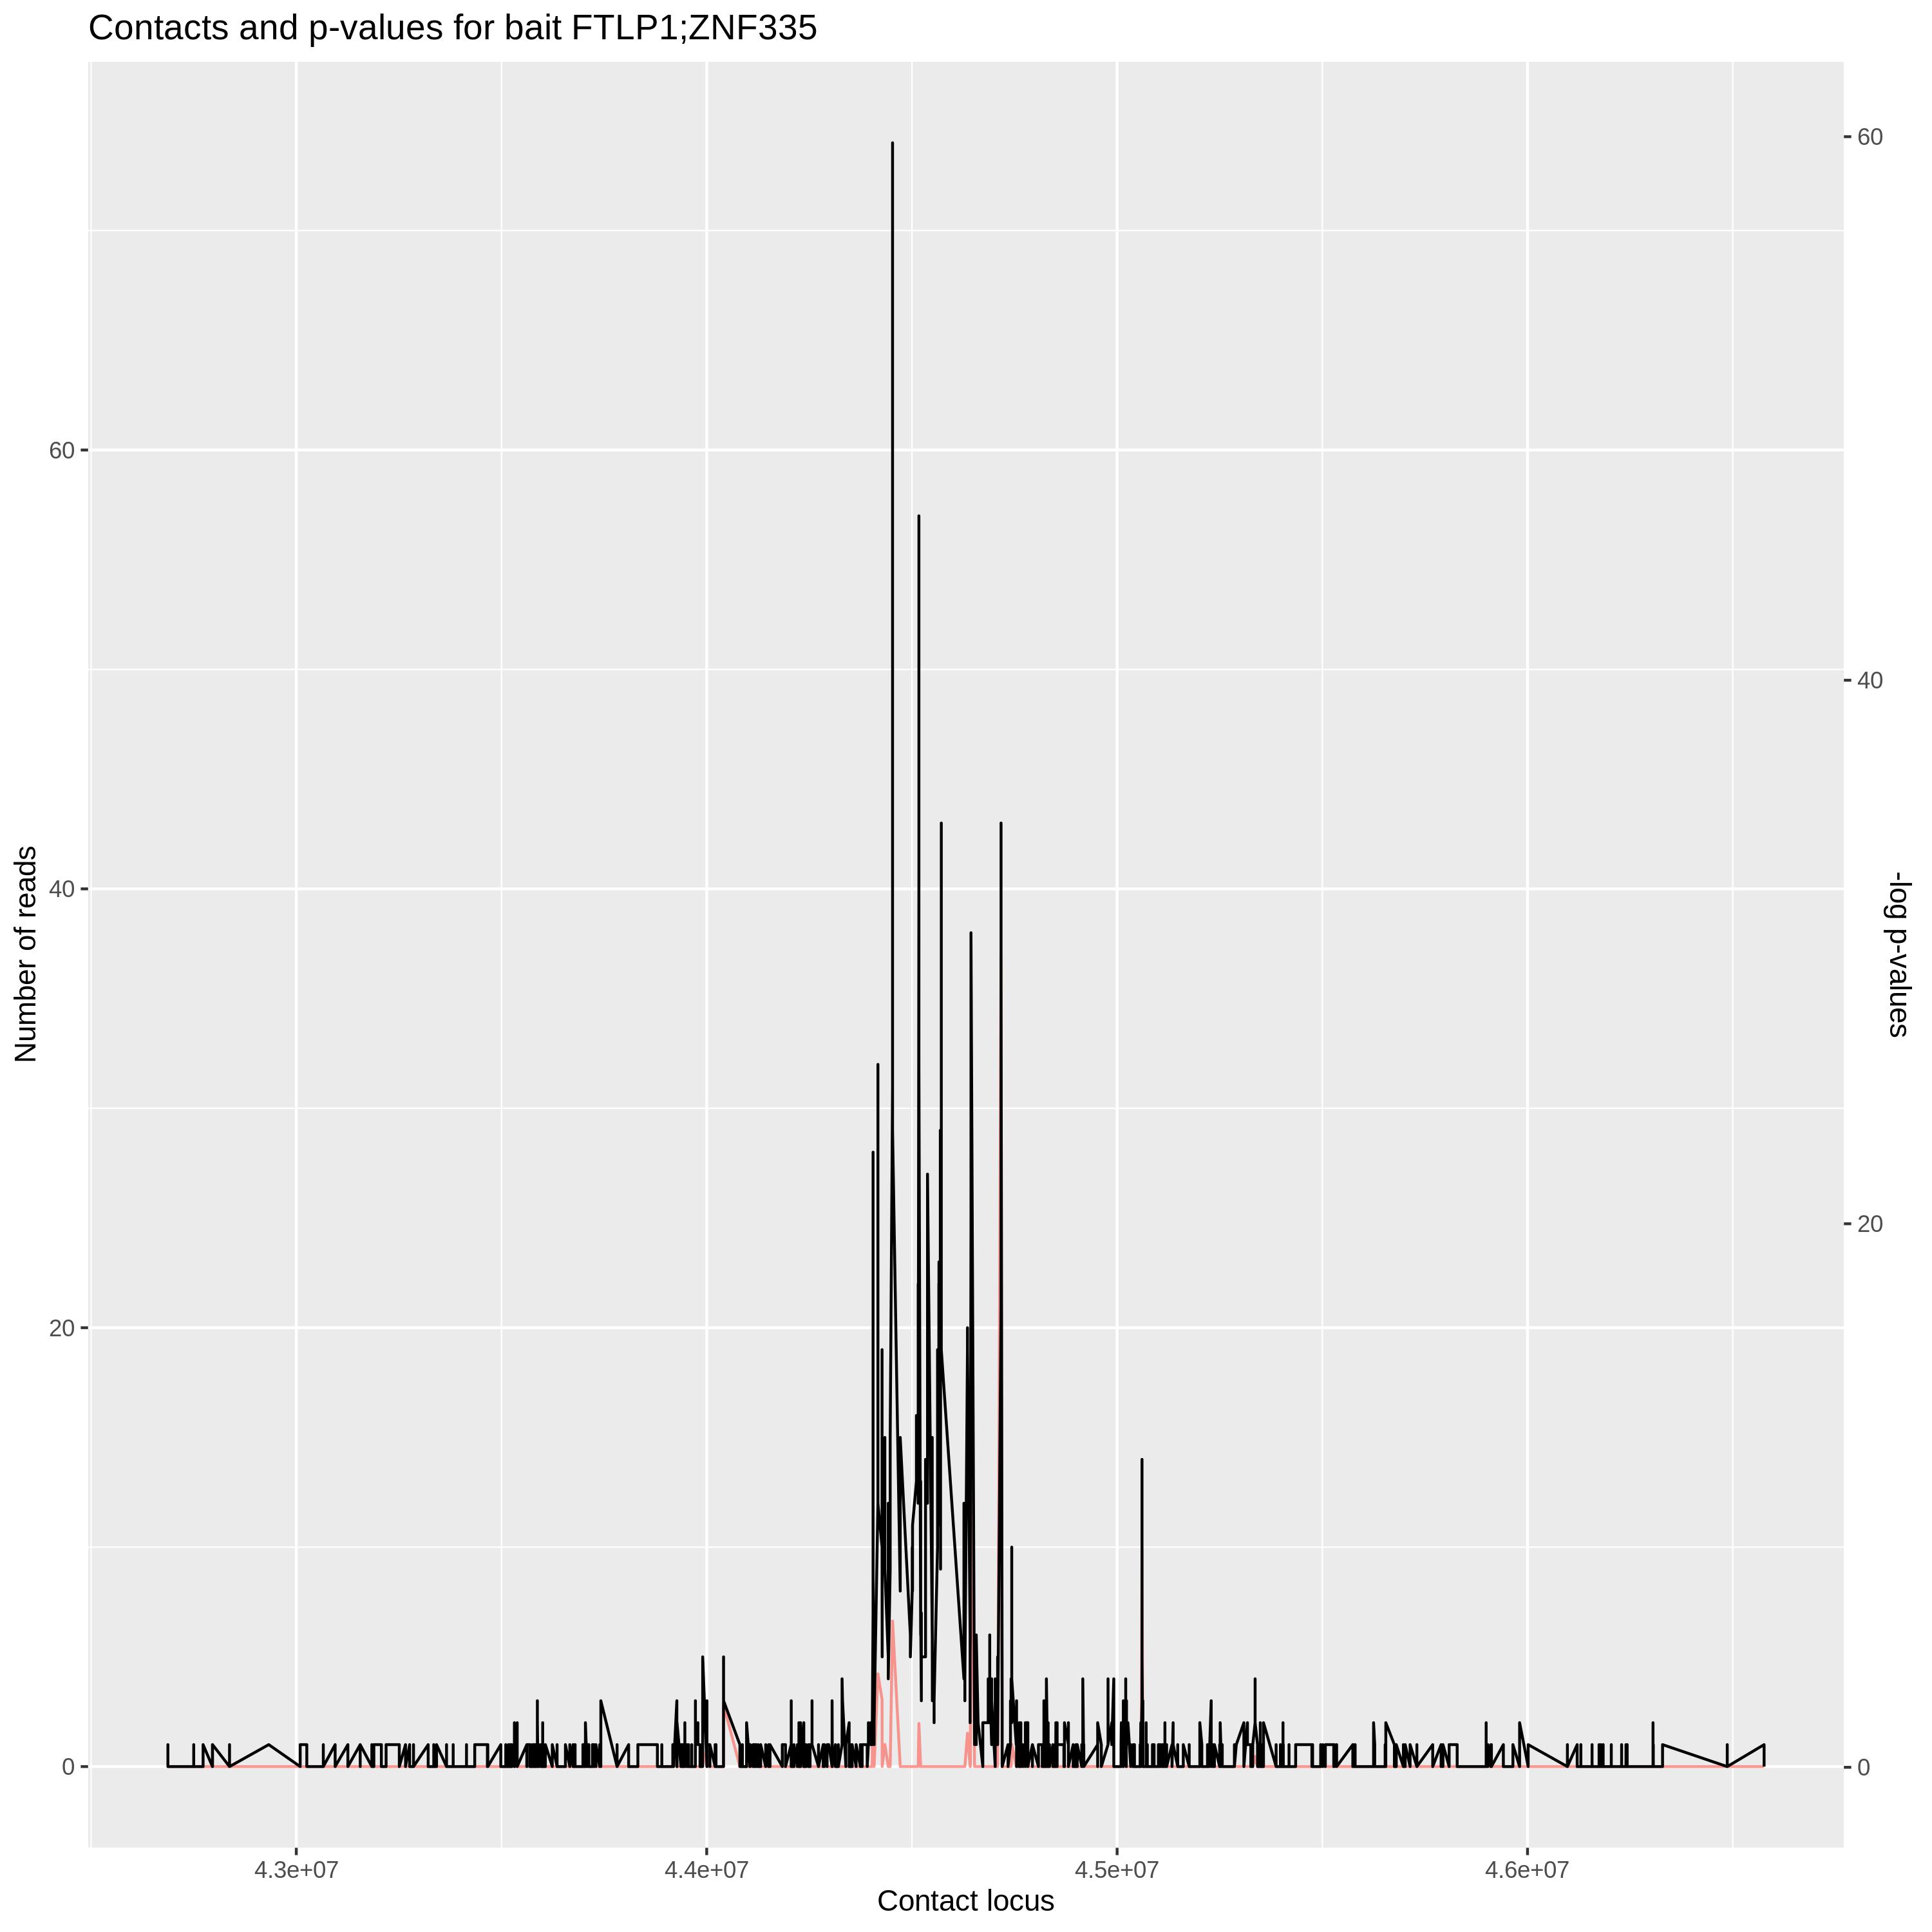 Contacts and p-values for bait FTLP1;ZNF335
60
40
20
0
Number of reads
60
40
20
0
-log p-values
4.3e+07 4.4e+07 4.5e+07 4.6e+07
Contact locus